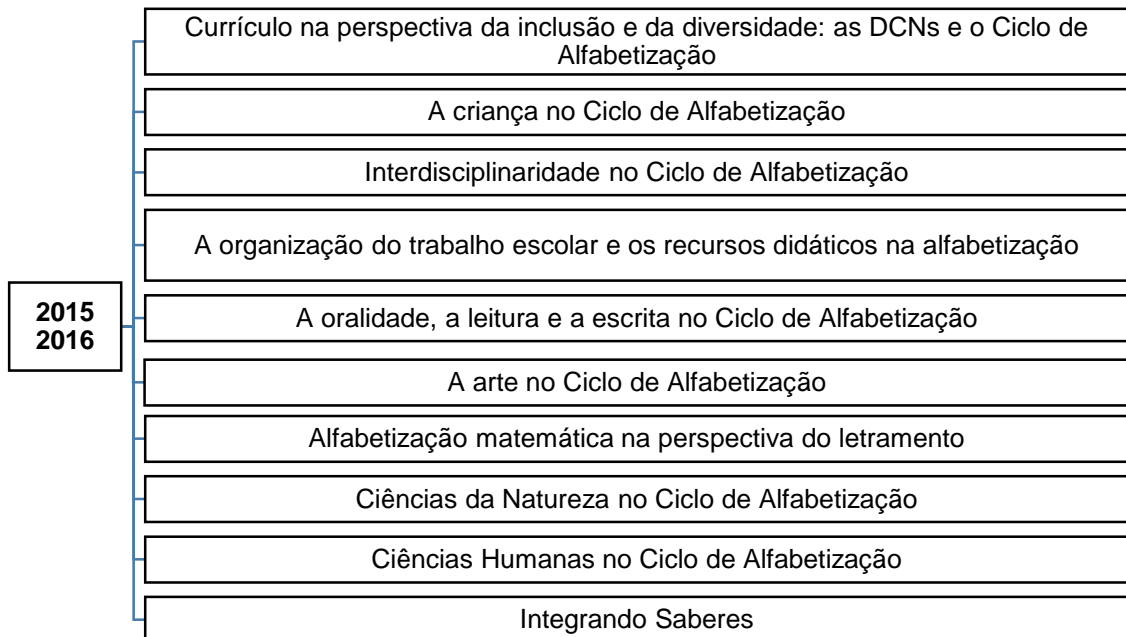 Currículo na perspectiva da inclusão e da diversidade: as DCNs e o Ciclo de
Alfabetização
A criança no Ciclo de Alfabetização
Interdisciplinaridade no Ciclo de Alfabetização
A organização do trabalho escolar e os recursos didáticos na alfabetização
2015
2016
A oralidade, a leitura e a escrita no Ciclo de Alfabetização
A arte no Ciclo de Alfabetização
Alfabetização matemática na perspectiva do letramento
Ciências da Natureza no Ciclo de Alfabetização
Ciências Humanas no Ciclo de Alfabetização
Integrando Saberes